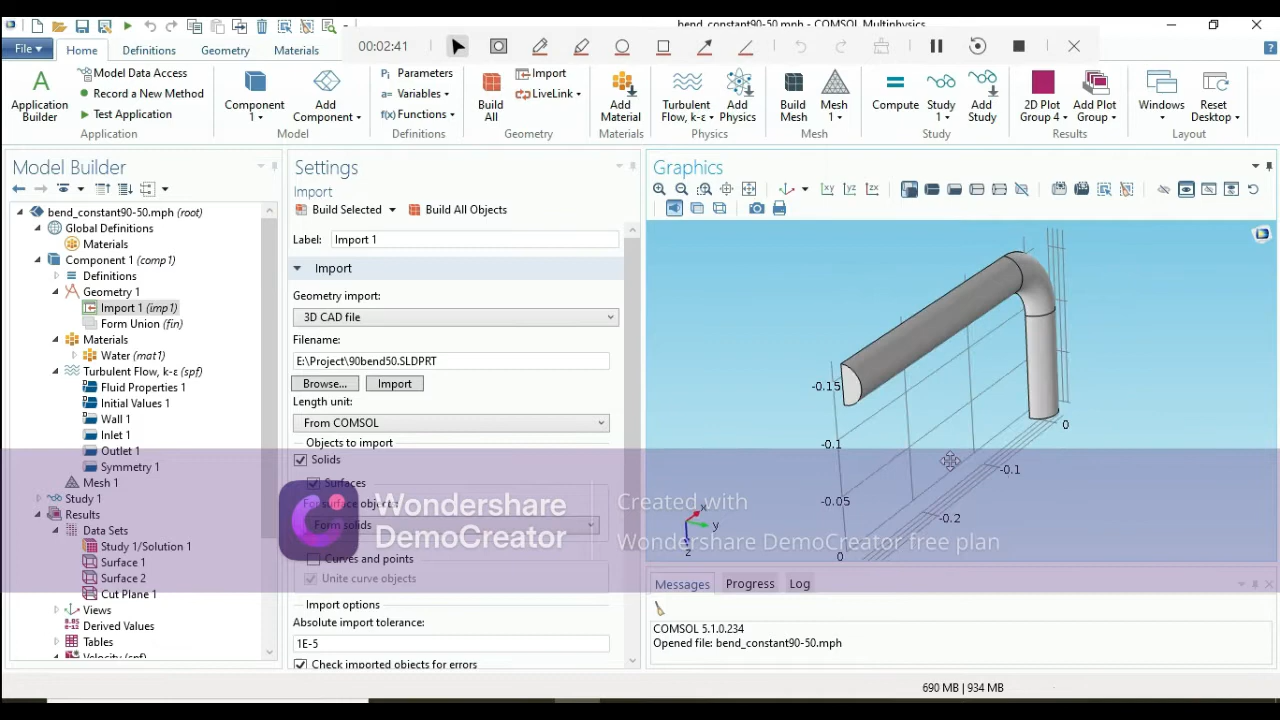 bend_constant90-50.mph - COMSOL Multiphysics
File
Home
Definitions
Geometry
Materials
00:02:41
Application Builder
Model Data Access
Record a New Method
Test Application
Application
Component 1
Add Component
Model
Parameters
Variables
Functions
Definitions
Build All
Import
LiveLink
Geometry
Add Material
Materials
Turbulent Flow, k-ε
Add Physics
Physics
Build Mesh
Mesh 1
Mesh
Compute
Study 1
Add Study
Study
2D Plot Group 4
Add Plot Group
Results
Windows
Reset Desktop
Layout
Model Builder
bend_constant90-50.mph (root)
Global Definitions
Materials
Component 1 (comp1)
Definitions
Geometry 1
Import 1 (imp1)
Form Union (fin)
Materials
Water (mat1)
Turbulent Flow, k-ε (spf)
Fluid Properties 1
Initial Values 1
Wall 1
Inlet 1
Outlet 1
Symmetry 1
Mesh 1
Study 1
Results
Data Sets
Study 1/Solution 1
Surface 1
Surface 2
Cut Plane 1
Views
Derived Values
Tables
Velocity (spf)
Settings
Import
Build Selected
Build All Objects
Label: Import 1
Import
Geometry import:
3D CAD file
Filename:
E:\Project\90bend50.SLDPRT
Browse...
Import
Length unit:
From COMSOL
Objects to import
Solids
Surfaces
For surface objects:
Form solids
Curves and points
Unite curve objects
Import options
Absolute import tolerance:
1E-5
Check imported objects for errors
Wondershare
DemoCreator
Created with
Wondershare DemoCreator free plan
Graphics
-0.15
-0.1
-0.05
0
0
-0.1
-0.2
x
y
z
Messages
Progress
Log
COMSOL 5.1.0.234
Opened file: bend_constant90-50.mph
690 MB | 934 MB